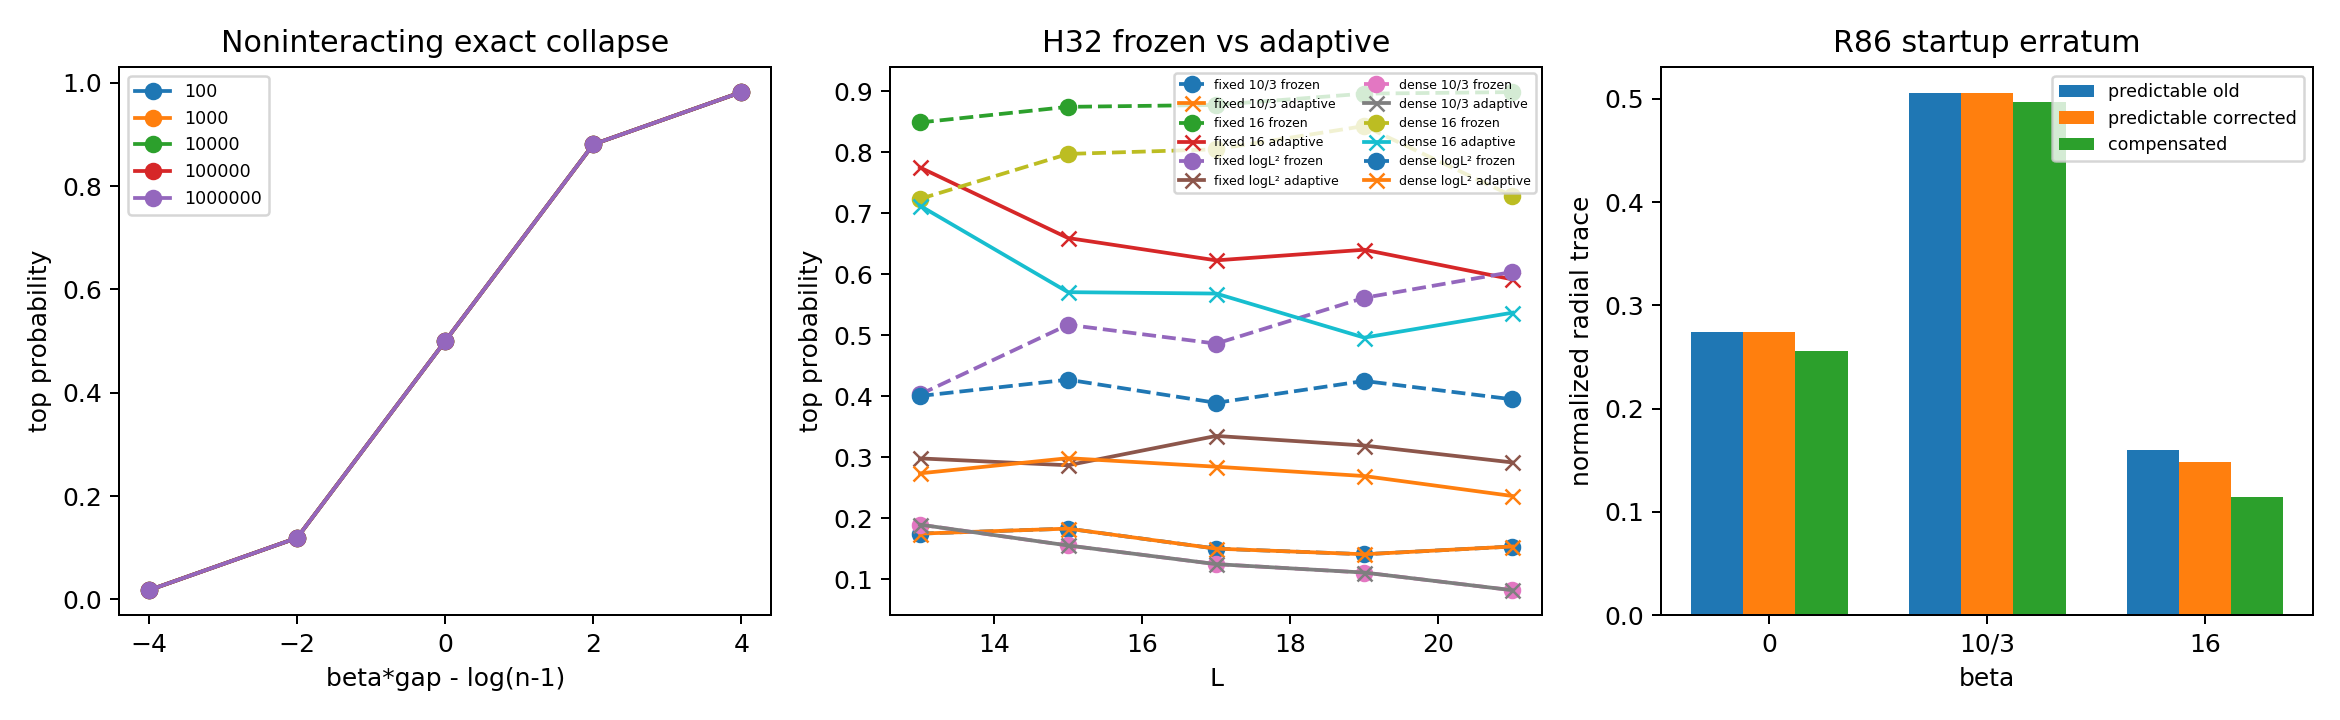 Noninteracting exact collapse
1.0
0.8
0.6
0.4
0.2
0.0
top probability
100
1000
10000
100000
1000000
−4
−2
0
2
4
beta*gap - log(n-1)
H32 frozen vs adaptive
0.9
0.8
0.7
0.6
0.5
0.4
0.3
0.2
0.1
top probability
fixed 10/3 frozen
fixed 10/3 adaptive
fixed 16 frozen
fixed 16 adaptive
fixed logL² frozen
fixed logL² adaptive
dense 10/3 frozen
dense 10/3 adaptive
dense 16 frozen
dense 16 adaptive
dense logL² frozen
dense logL² adaptive
14
16
18
20
L
R86 startup erratum
0.5
0.4
0.3
0.2
0.1
0.0
normalized radial trace
predictable old
predictable corrected
compensated
0
10/3
16
beta